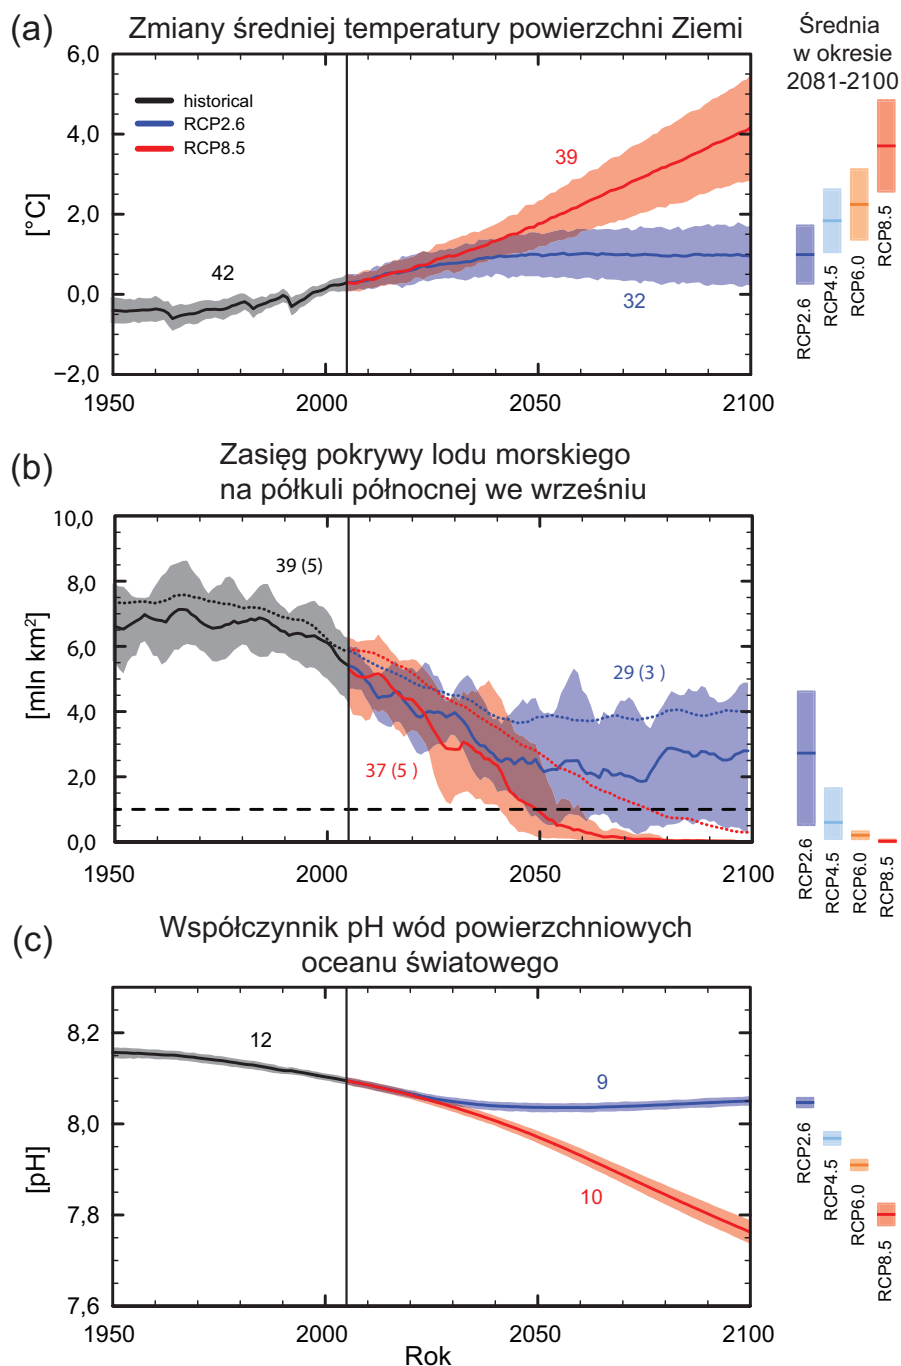 (a)
Zmiany średniej temperatury powierzchni Ziemi
Średnia
w okresie
2081-2100
6,0
4,0
2,0
0,0
−2,0
[°C]
historical
RCP2.6
RCP8.5
42
39
32
1950
2000
2050
2100
RCP2.6
RCP4.5
RCP6.0
RCP8.5
(b)
Zasięg pokrywy lodu morskiego
na półkuli północnej we wrześniu
10,0
8,0
6,0
4,0
2,0
0,0
[mln km²]
39 (5)
29 (3 )
37 (5 )
1950
2000
2050
2100
RCP2.6
RCP4.5
RCP6.0
RCP8.5
(c)
Współczynnik pH wód powierzchniowych
oceanu światowego
8,2
8,0
7,8
7,6
[pH]
12
9
10
1950
2000
2050
2100
Rok
RCP2.6
RCP4.5
RCP6.0
RCP8.5